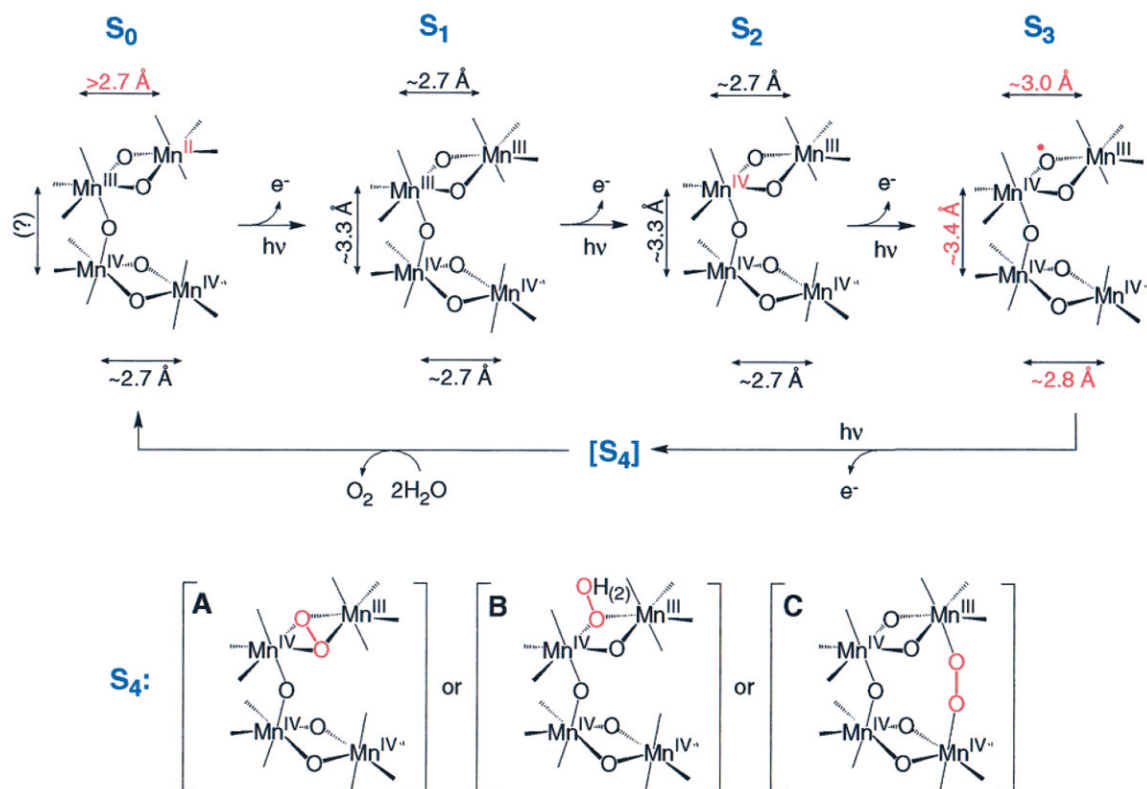 S₀ S₁ S₂ S₃
>2.7 Å ~2.7 Å ~2.7 Å ~3.0 Å
O Mn II O Mn III O Mn III •O Mn III
Mn III O Mn III O Mn IV O Mn IV O
(?) O e⁻ ~3.3 Å O e⁻ ~3.3 Å O e⁻ ~3.4 Å O
hν hν hν
Mn IV O Mn IV O Mn IV O Mn IV O
O Mn IV O Mn IV O Mn IV O Mn IV
~2.7 Å ~2.7 Å ~2.7 Å ~2.8 Å
[S₄] hν
O₂ 2H₂O e⁻
A O Mn III B OH(2) O Mn III C O Mn III
Mn IV O Mn IV O Mn IV O O
S₄: O or O or O O
Mn IV O Mn IV O Mn IV O
O Mn IV O Mn IV O Mn IV